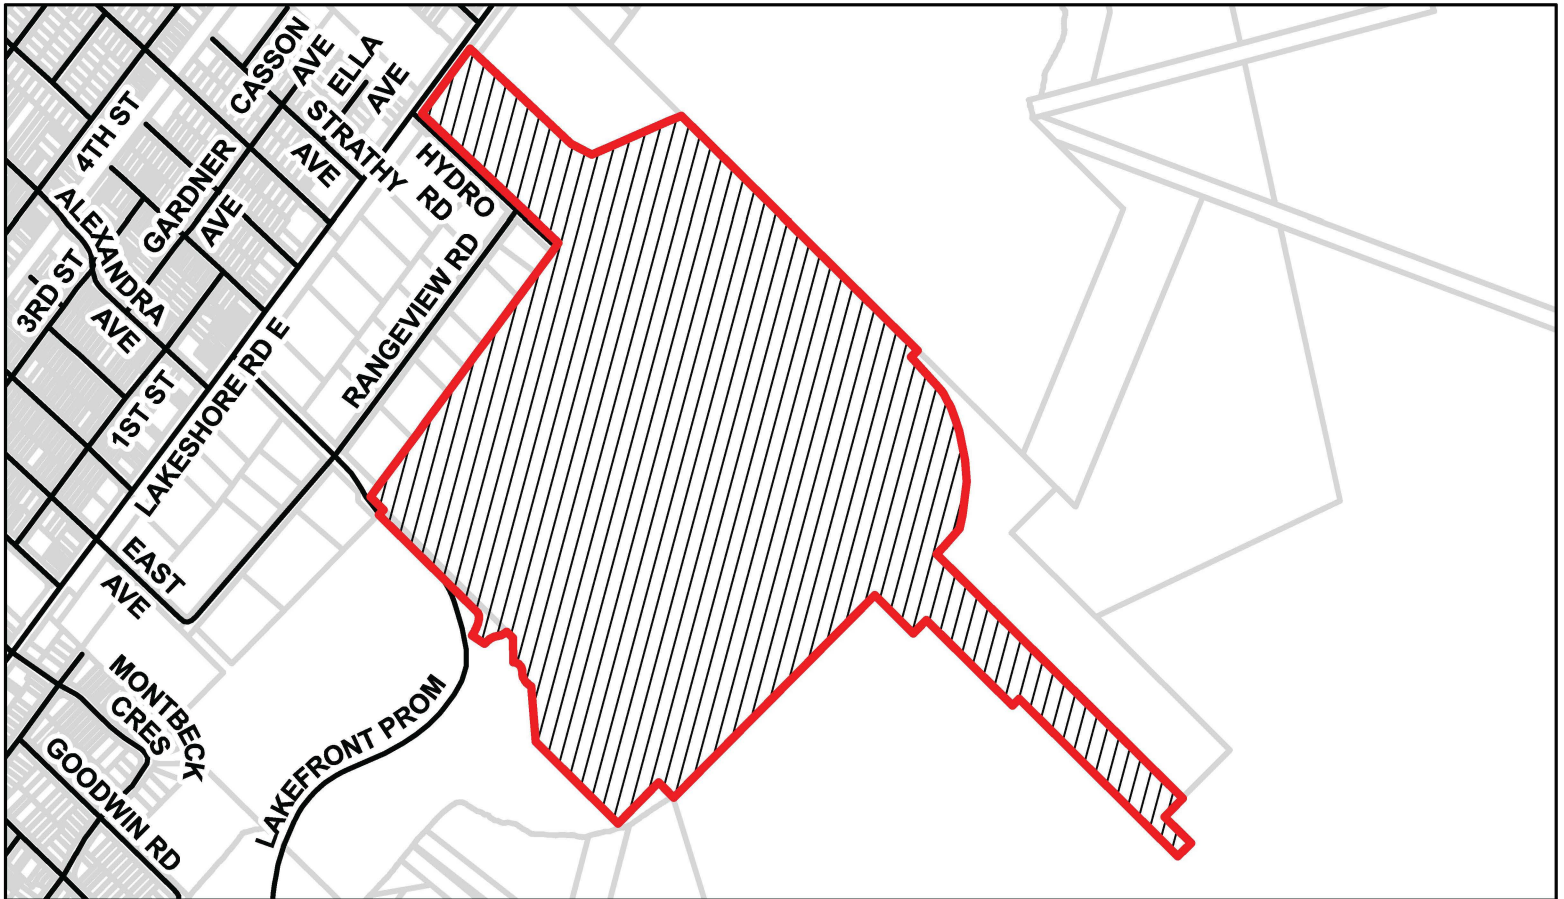 CASSON
AVE
ELLA
AVE
4TH ST
STRATHY
RD
AVE
HYDRO
RD
GARDNER
AVE
ALEXANDRA
AVE
3RD ST
RANGEVIEW RD
1ST ST
LAKESHORE RD E
EAST
AVE
MONTBECK
CRES
GOODWIN RD
LAKEFRONT PROM